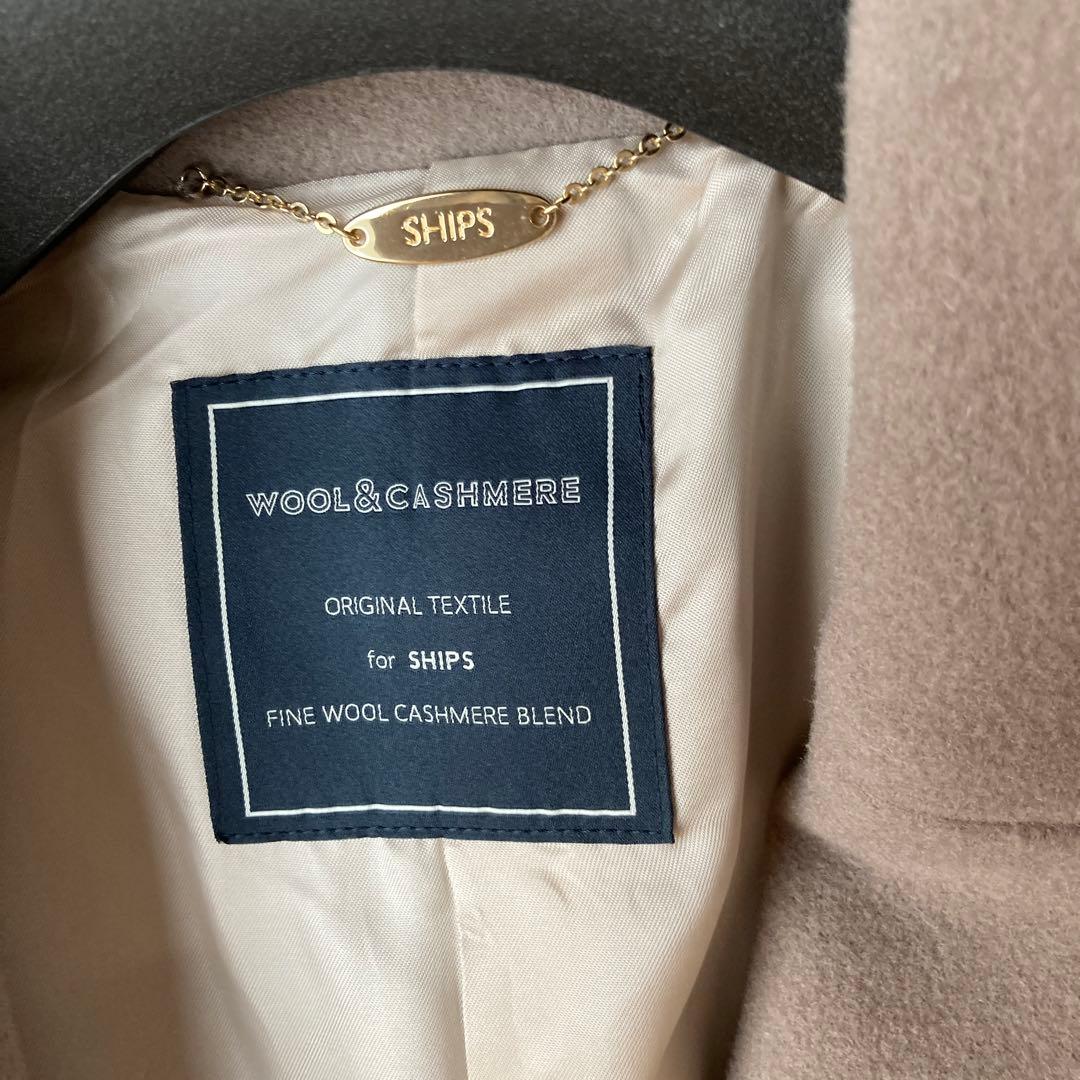 SHIPS
WOOL&CASHMERE
ORIGINAL TEXTILE
for SHIPS
FINE WOOL CASHMERE BLEND